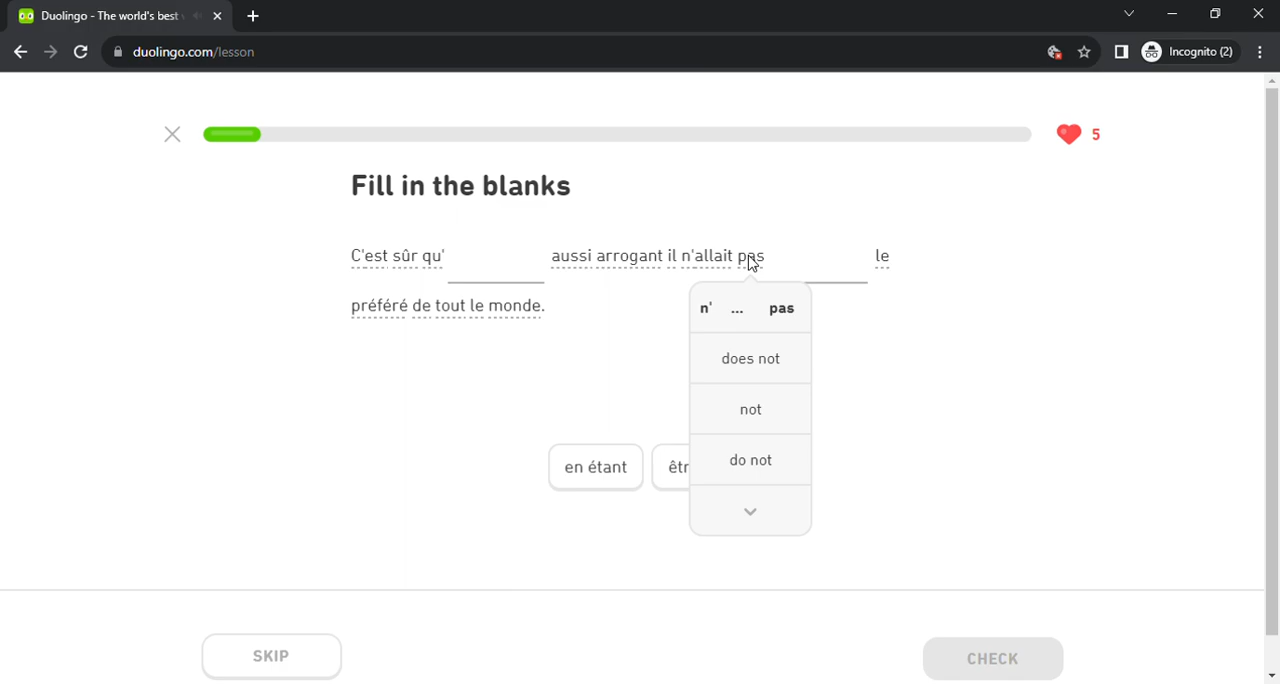 Duolingo - The world's best
duolingo.com/lesson
Incognito (2)
5
Fill in the blanks
C'est sûr qu' aussi arrogant il n'allait pas le
préféré de tout le monde.
n' ... pas
does not
not
do not
en étant êtr
SKIP
CHECK